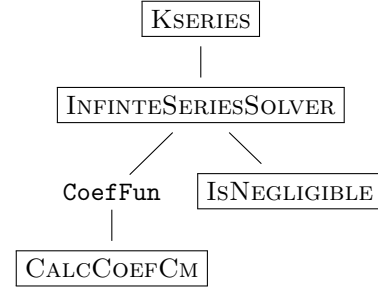 KSERIES
INFINTESERIESSOLVER
CoefFun
ISNEGLIGIBLE
CALCCOEFCM